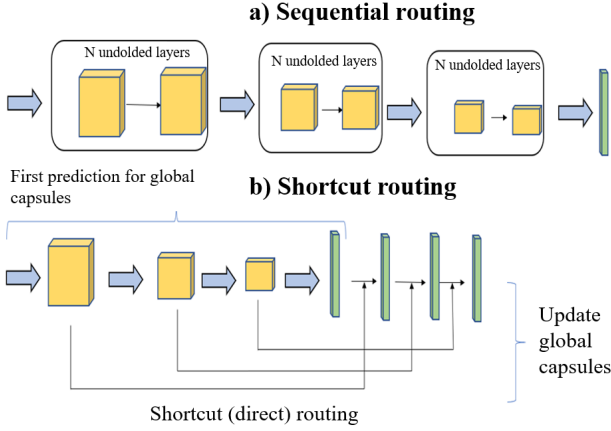 a) Sequential routing
N undolded layers
N undolded layers
N undolded layers
First prediction for global
capsules
b) Shortcut routing
Update
global
capsules
Shortcut (direct) routing